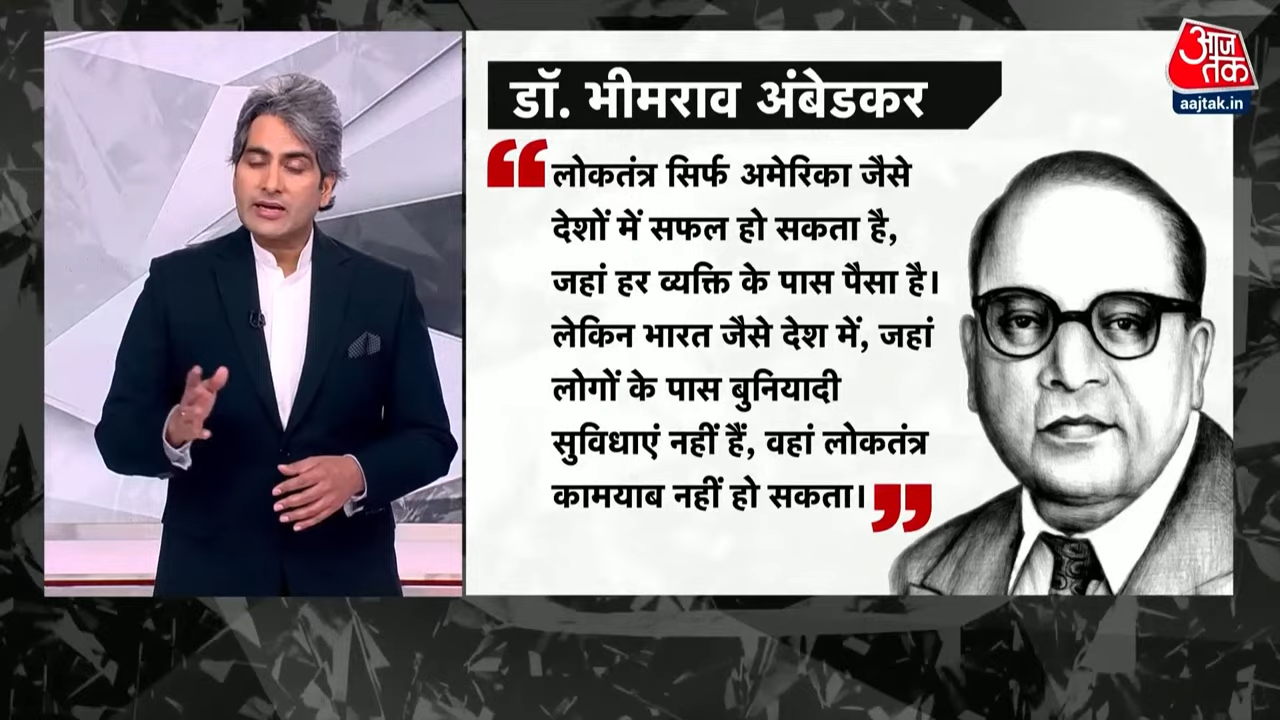 आज
तक
aajtak.in
डॉ. भीमराव अंबेडकर
“लोकतंत्र सिर्फ अमेरिका जैसे
देशों में सफल हो सकता है,
जहां हर व्यक्ति के पास पैसा है।
लेकिन भारत जैसे देश में, जहां
लोगों के पास बुनियादी
सुविधाएं नहीं हैं, वहां लोकतंत्र
कामयाब नहीं हो सकता।”